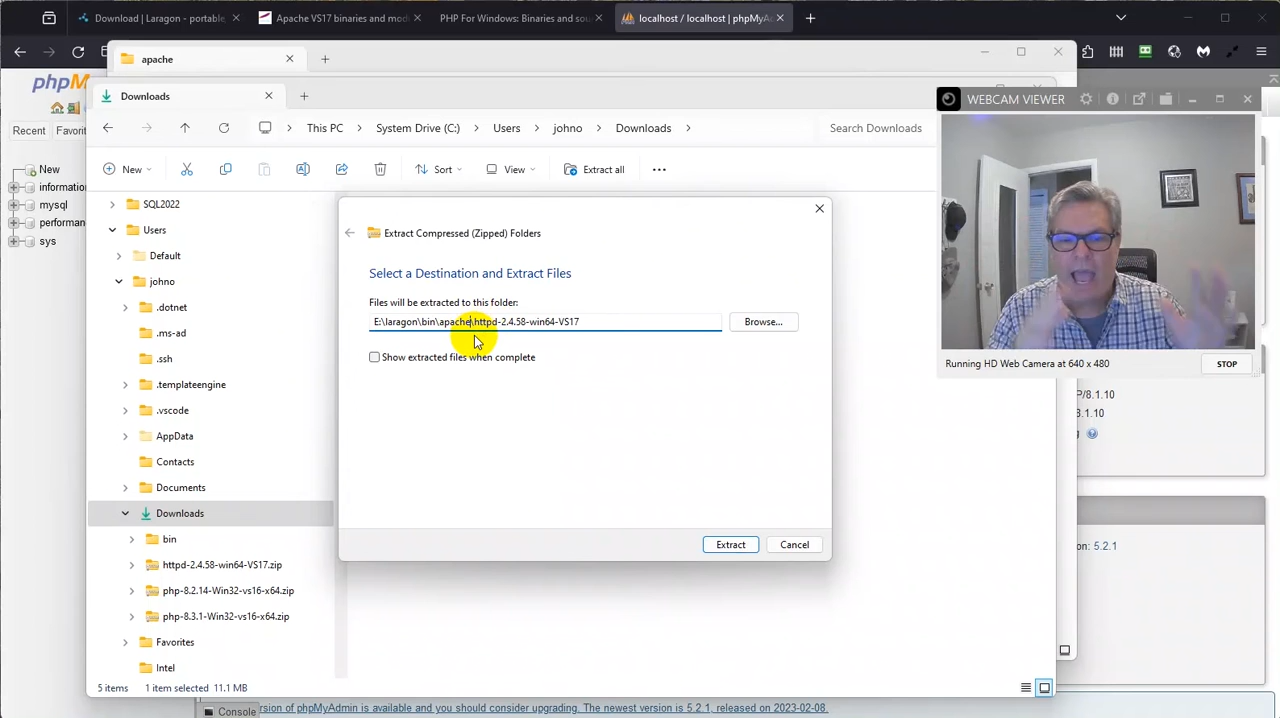 Download | Laragon - portable,
Apache VS17 binaries and mod
PHP For Windows: Binaries and sou
localhost / localhost | phpMyA
apache
phpM
Downloads
WEBCAM VIEWER
Recent
Favorit
This PC
System Drive (C:)
Users
johno
Downloads
Search Downloads
New
Sort
View
Extract all
New
informatio
mysql
performan
sys
SQL2022
Users
Default
johno
.dotnet
.ms-ad
.ssh
.templateengine
.vscode
AppData
Contacts
Documents
Downloads
bin
httpd-2.4.58-win64-VS17.zip
php-8.2.14-Win32-vs16-x64.zip
php-8.3.1-Win32-vs16-x64.zip
Favorites
Intel
Extract Compressed (Zipped) Folders
Select a Destination and Extract Files
Files will be extracted to this folder:
E:\laragon\bin\apache\httpd-2.4.58-win64-VS17
Browse...
Show extracted files when complete
Extract
Cancel
Running HD Web Camera at 640 x 480
STOP
P/8.1.10
8.1.10
g
on: 5.2.1
5 items
1 item selected 11.1 MB
Console
ersion of phpMyAdmin is available and you should consider upgrading. The newest version is 5.2.1, released on 2023-02-08.